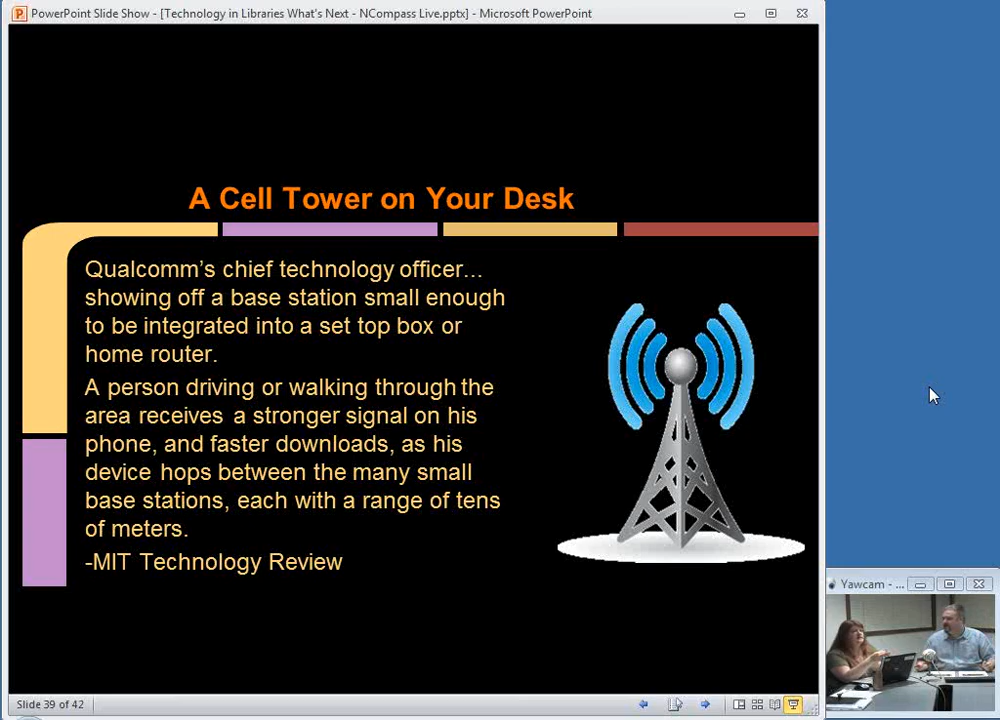 PowerPoint Slide Show - [Technology in Libraries What's Next - NCompass Live.pptx] - Microsoft PowerPoint
A Cell Tower on Your Desk
Qualcomm's chief technology officer...
showing off a base station small enough
to be integrated into a set top box or
home router.
A person driving or walking through the
area receives a stronger signal on his
phone, and faster downloads, as his
device hops between the many small
base stations, each with a range of tens
of meters.
-MIT Technology Review
Yawcam - ...
Slide 39 of 42